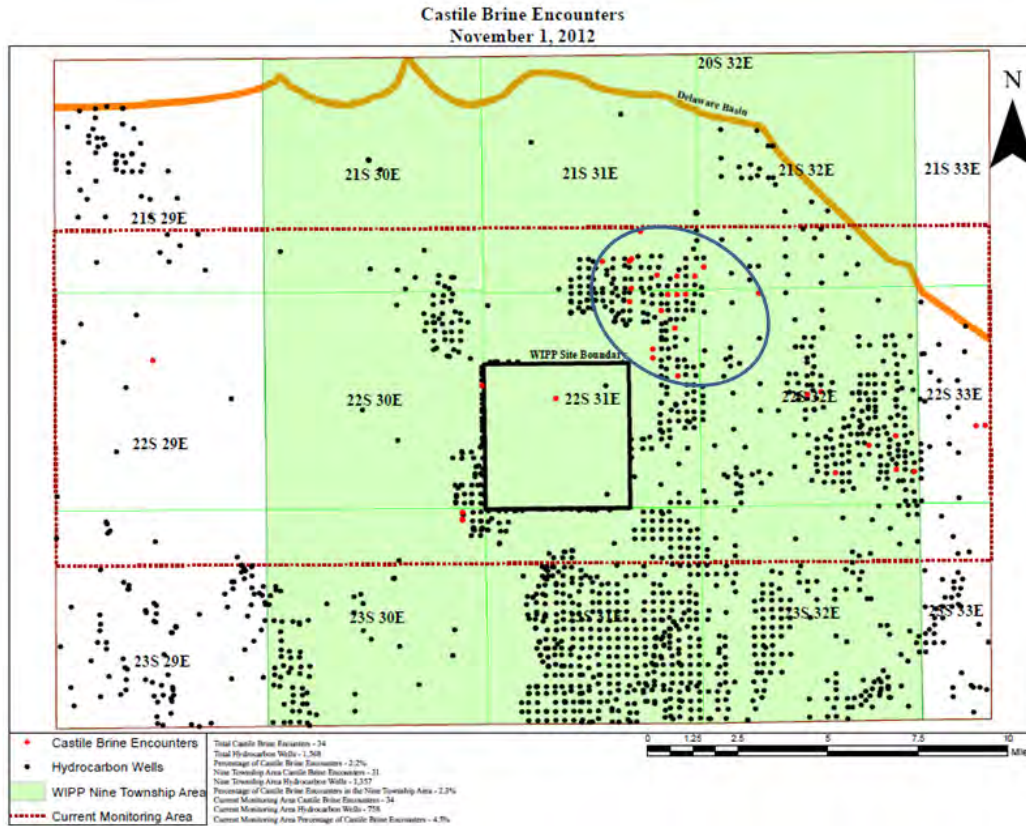 Castile Brine Encounters
November 1, 2012
20S 32E
N
Delaware Basin
21S 30E
21S 31E
21S 32E
21S 33E
21S 29E
WIPP Site Boundar
22S 30E
22S 31E
22S 32E
22S 33E
22S 29E
23S 30E
23S 31E
23S 32E
23S 33E
23S 29E
Castile Brine Encounters
Hydrocarbon Wells
WIPP Nine Township Area
Current Monitoring Area
Total Castile Brine Encounters - 34
Total Hydrocarbon Wells - 1,568
Percentage of Castile Brine Encounters - 2.2%
Nine Township Area Castile Brine Encounters - 31
Nine Township Area Hydrocarbon Wells - 1,357
Percentage of Castile Brine Encounters in the Nine Township Area - 2.3%
Current Monitoring Area Castile Brine Encounters - 34
Current Monitoring Area Hydrocarbon Wells - 758
Current Monitoring Area Percentage of Castile Brine Encounters - 4.5%
0 1.25 2.5 5 7.5 10
Mile